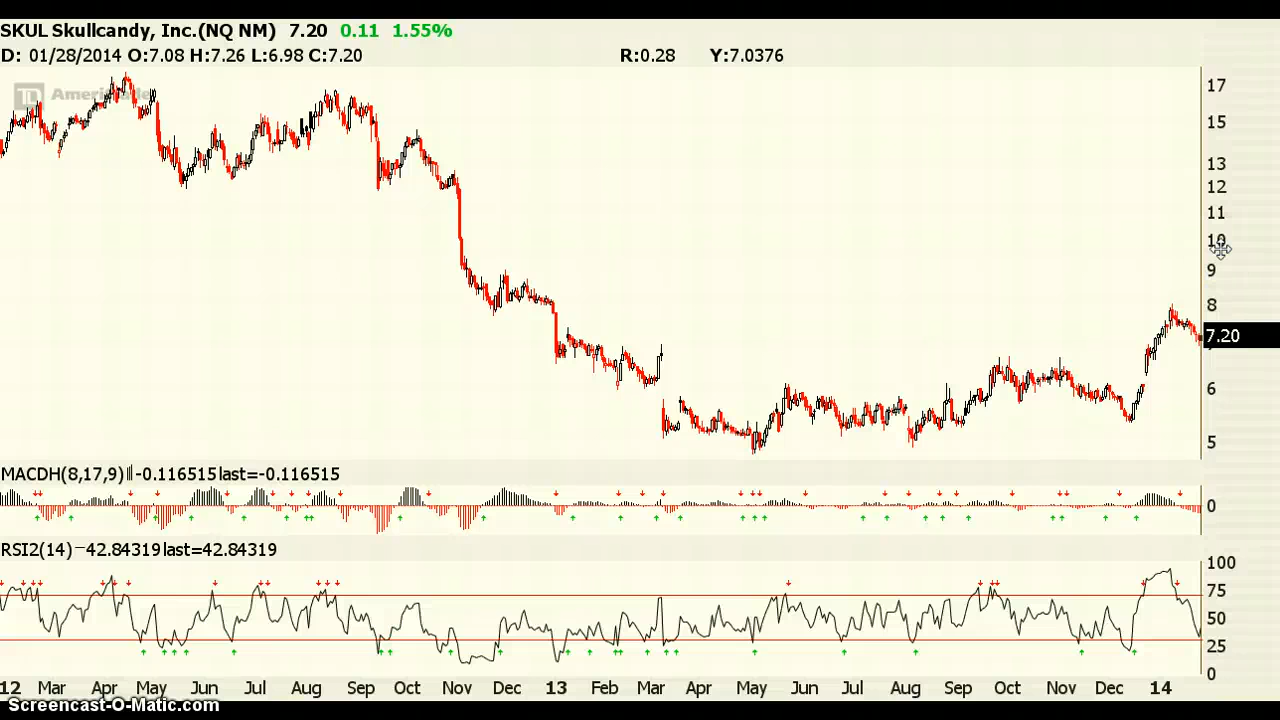 SKUL Skullcandy, Inc.(NQ NM) 7.20 0.11 1.55%
D: 01/28/2014 O:7.08 H:7.26 L:6.98 C:7.20 R:0.28 Y:7.0376
TD Ameritrade
17
15
13
12
11
10
9
8
7.20
6
5
MACDH(8,17,9) -0.116515last=-0.116515
0
RSI2(14) 42.84319last=42.84319
100
75
50
25
0
12 Mar Apr May Jun Jul Aug Sep Oct Nov Dec 13 Feb Mar Apr May Jun Jul Aug Sep Oct Nov Dec 14
Screencast-O-Matic.com